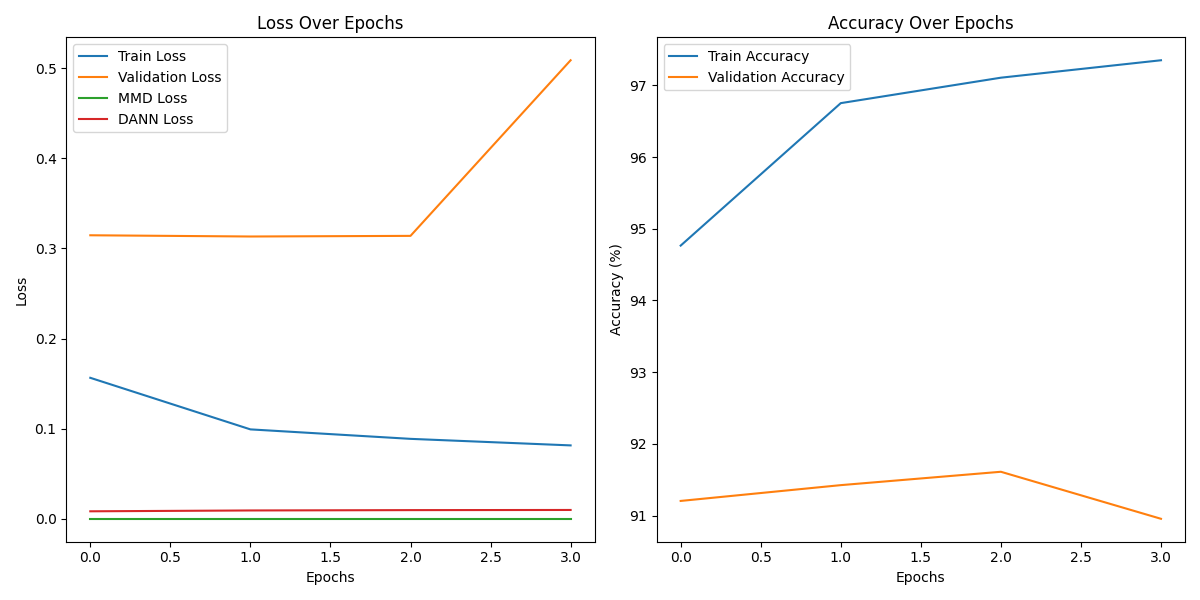 Loss Over Epochs
Train Loss
Validation Loss
MMD Loss
DANN Loss
0.5
0.4
0.3
0.2
0.1
0.0
Loss
0.0 0.5 1.0 1.5 2.0 2.5 3.0
Epochs
Accuracy Over Epochs
Train Accuracy
Validation Accuracy
97
96
95
94
93
92
91
Accuracy (%)
0.0 0.5 1.0 1.5 2.0 2.5 3.0
Epochs